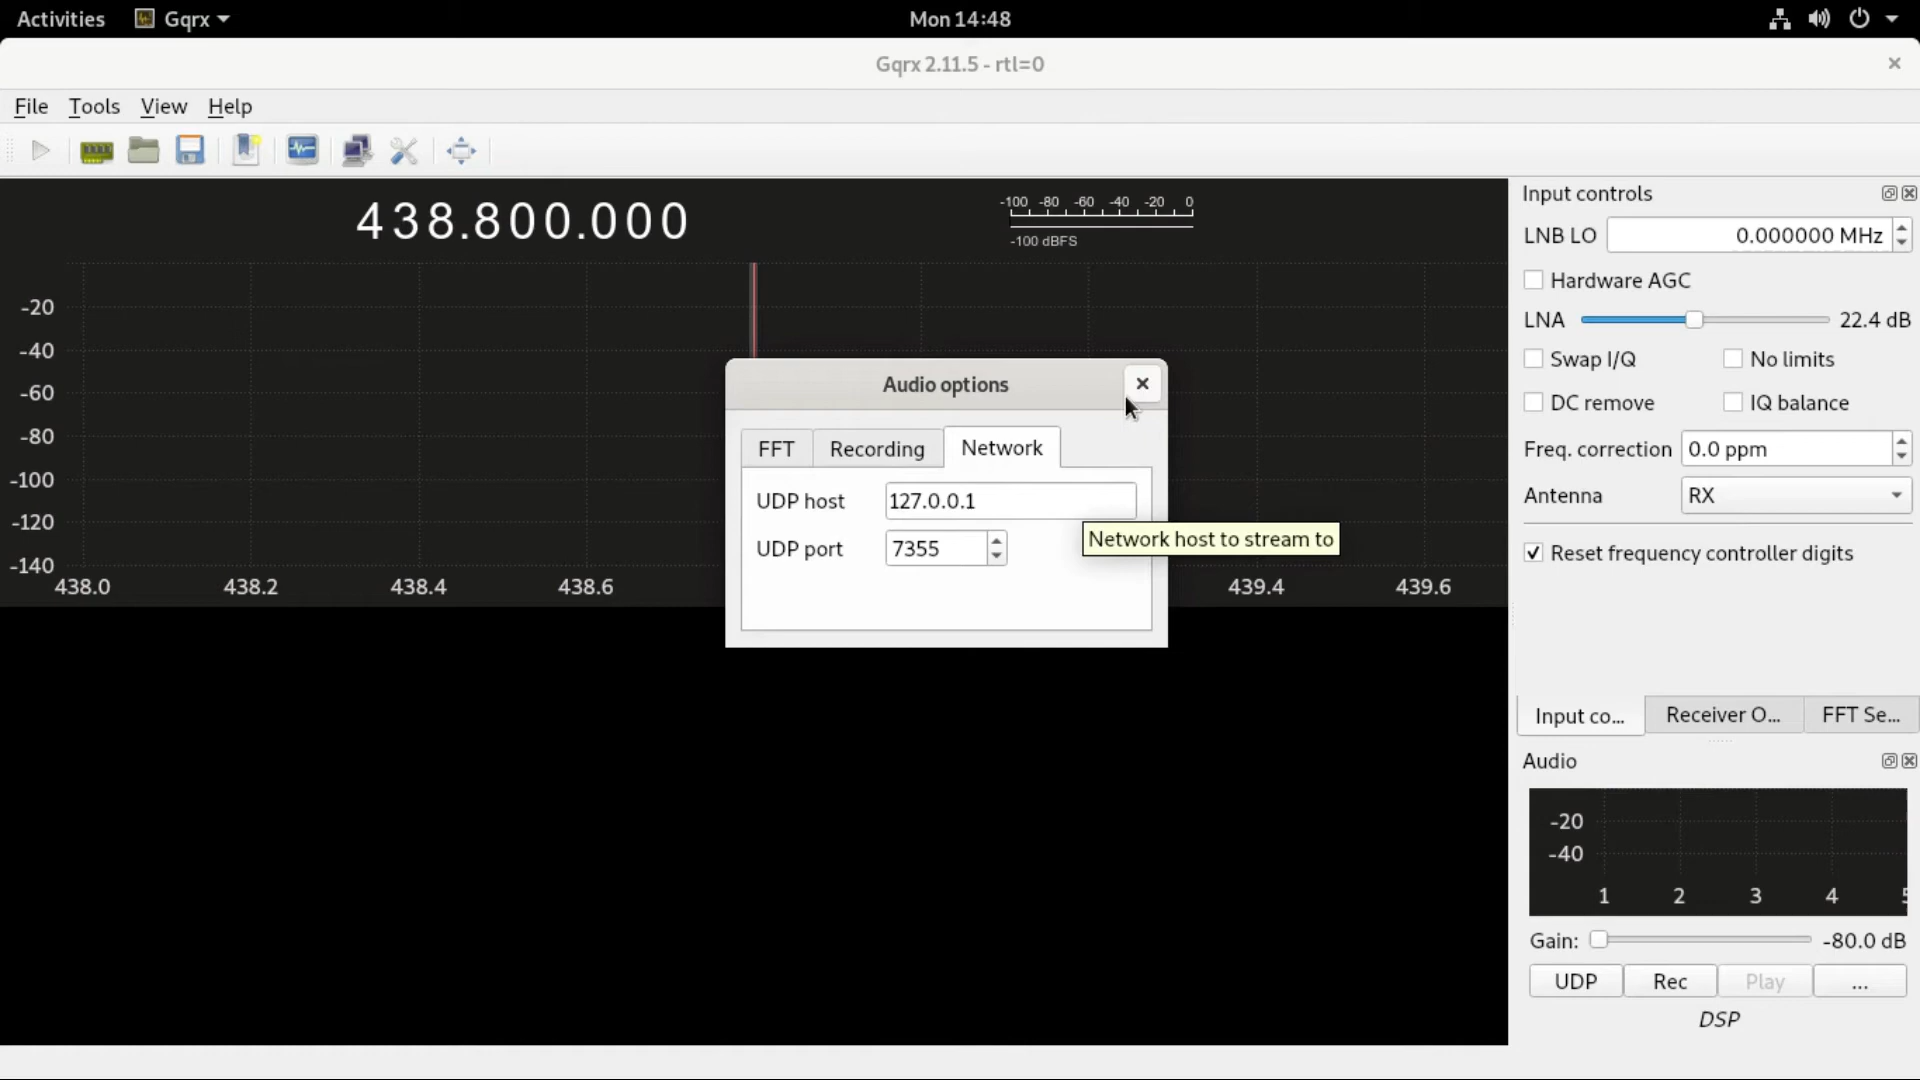 Activities Gqrx Mon 14:48
Gqrx 2.11.5 - rtl=0
File Tools View Help
438.800.000
-100 -80 -60 -40 -20 0
-100 dBFS
-20
-40
-60
-80
-100
-120
-140
438.0 438.2 438.4 438.6 439.4 439.6
Audio options
FFT Recording Network
UDP host 127.0.0.1
Network host to stream to
UDP port 7355
Input controls
LNB LO 0.000000 MHz
Hardware AGC
LNA 22.4 dB
Swap I/Q No limits
DC remove IQ balance
Freq. correction 0.0 ppm
Antenna RX
Reset frequency controller digits
Input co... Receiver O... FFT Se...
Audio
-20
-40
1 2 3 4 5
Gain: -80.0 dB
UDP Rec Play ...
DSP